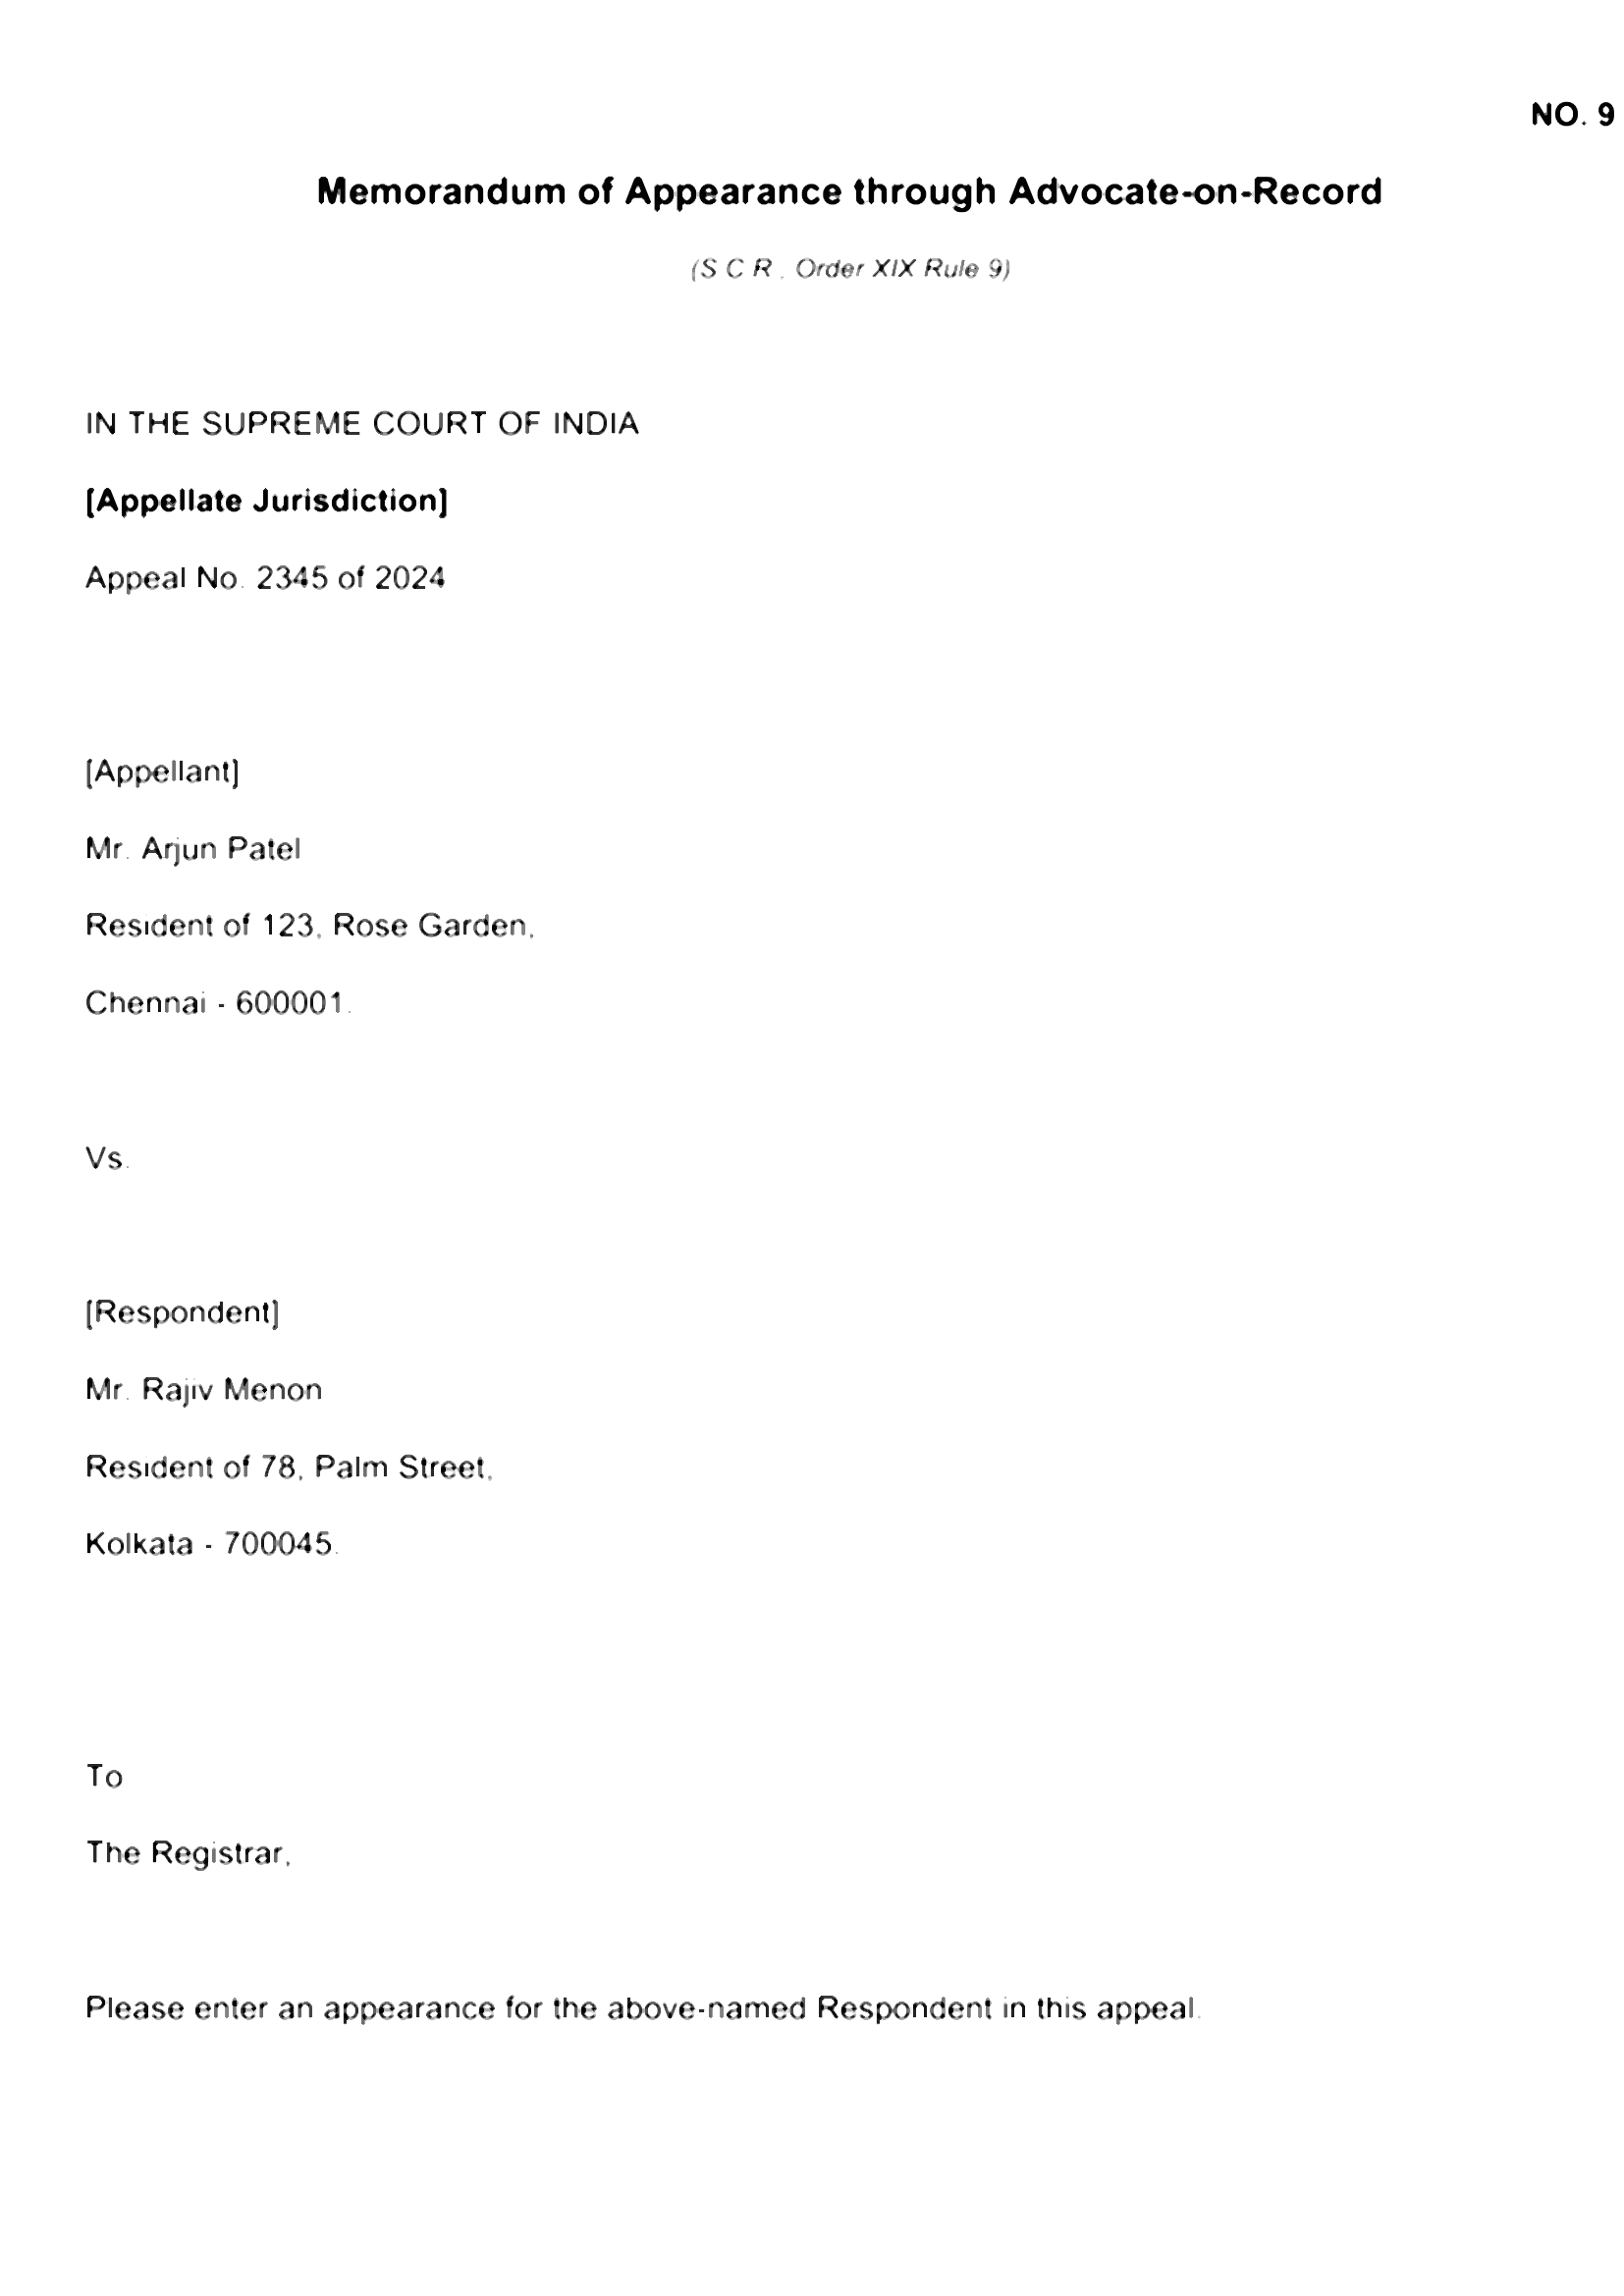 NO. 9
Memorandum of Appearance through Advocate-on-Record
(S C R . Order XIX Rule 9)
IN THE SUPREME COURT OF INDIA
[Appellate Jurisdiction]
Appeal No. 2345 of 2024
[Appellant]
Mr. Arjun Patel
Resident of 123, Rose Garden,
Chennai - 600001.
Vs.
[Respondent]
Mr. Rajiv Menon
Resident of 78, Palm Street,
Kolkata - 700045.
To
The Registrar,
Please enter an appearance for the above-named Respondent in this appeal.